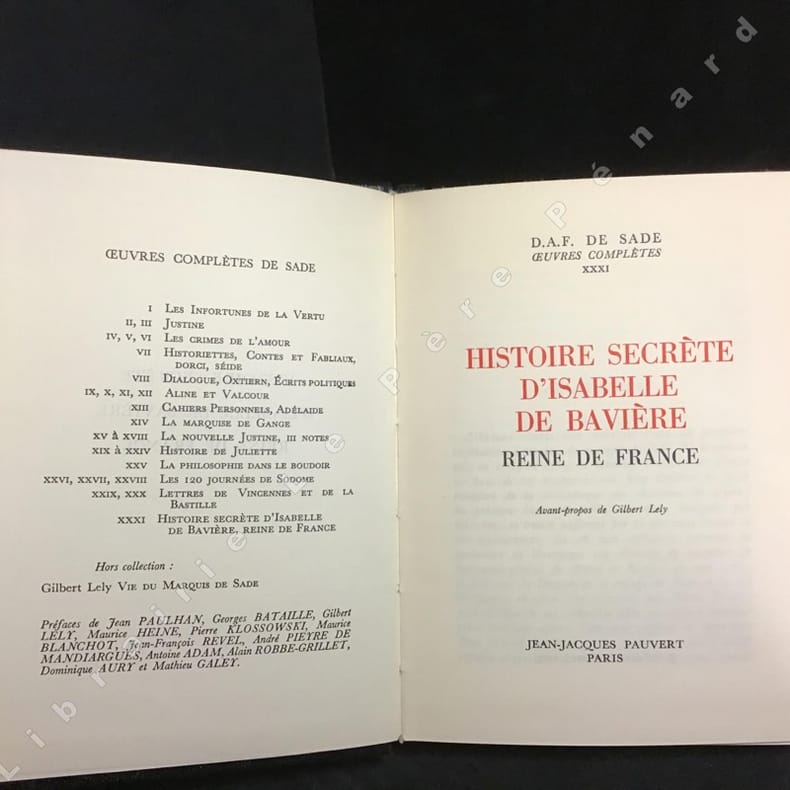 ŒUVRES COMPLÈTES DE SADE
I LES INFORTUNES DE LA VERTU
II, III JUSTINE
IV, V, VI LES CRIMES DE L'AMOUR
VII HISTORIETTES, CONTES ET FABLIAUX,
DORCI, SÉIDE
VIII DIALOGUE, OXTIERN, ÉCRITS POLITIQUES
IX, X, XI, XII ALINE ET VALCOUR
XIII CAHIERS PERSONNELS, ADÉLAIDE
XIV LA MARQUISE DE GANGE
XV à XVIII LA NOUVELLE JUSTINE, III NOTES
XIX à XXIV HISTOIRE DE JULIETTE
XXV LA PHILOSOPHIE DANS LE BOUDOIR
XXVI, XXVII, XXVIII LES 120 JOURNÉES DE SODOME
XXIX, XXX LETTRES DE VINCENNES ET DE LA
BASTILLE
XXXI HISTOIRE SECRÈTE D'ISABELLE
DE BAVIÈRE, REINE DE FRANCE
Hors collection :
Gilbert Lely VIE DU MARQUIS DE SADE
Préfaces de Jean PAULHAN, Georges BATAILLE, Gilbert
LÉLY, Maurice HEINE, Pierre KLOSSOWSKI, Maurice
BLANCHOT, Jean-François REVEL, André PIEYRE DE
MANDIARGUES, Antoine ADAM, Alain ROBBE-GRILLET,
Dominique AURY et Mathieu GALEY.
D.A.F. DE SADE
ŒUVRES COMPLÈTES
XXXI
HISTOIRE SECRÈTE
D'ISABELLE
DE BAVIÈRE
REINE DE FRANCE
Avant-propos de Gilbert Lely
JEAN-JACQUES PAUVERT
PARIS
Librairie Le Père Pénard